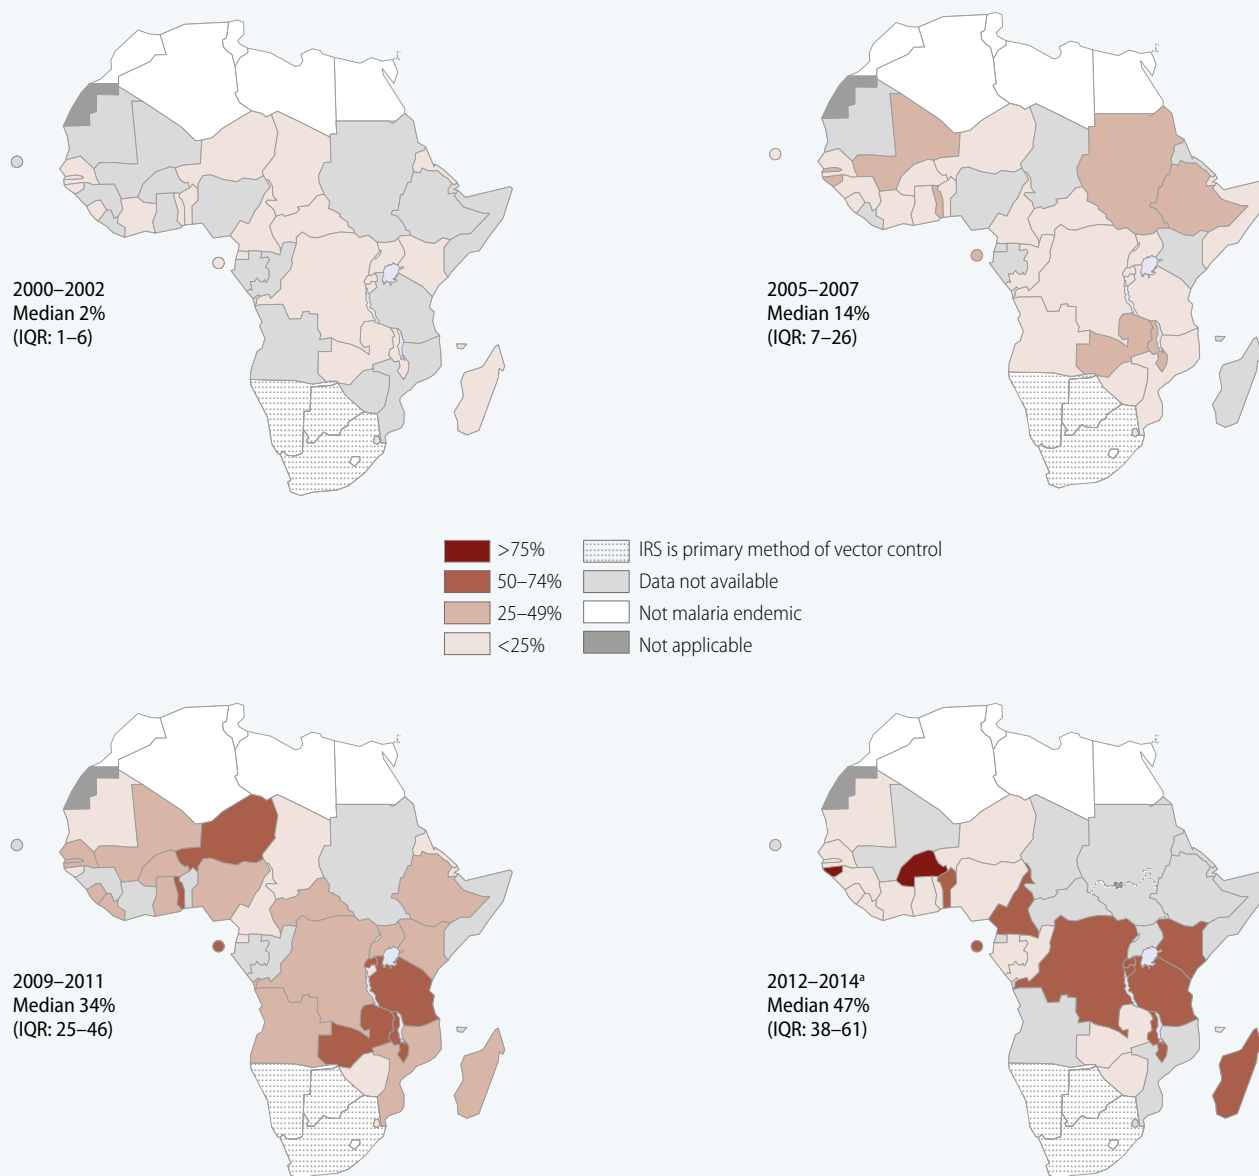 2000–2002
Median 2%
(IQR: 1–6)
2005–2007
Median 14%
(IQR: 7–26)
>75%
50–74%
25–49%
<25%
IRS is primary method of vector control
Data not available
Not malaria endemic
Not applicable
2009–2011
Median 34%
(IQR: 25–46)
2012–2014ª
Median 47%
(IQR: 38–61)